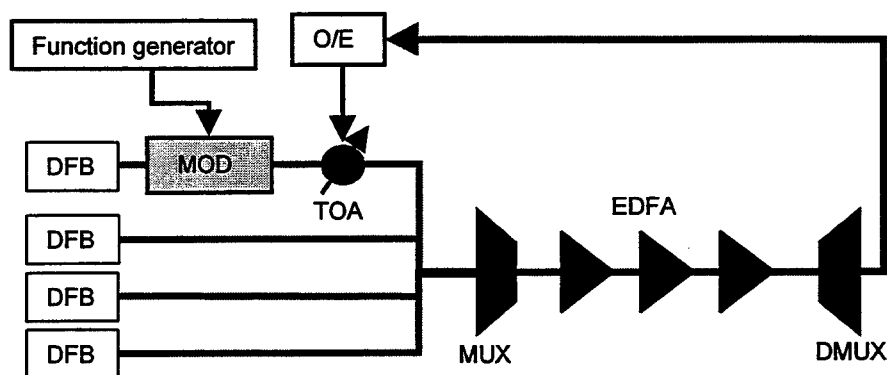 Function generator
O/E
DFB
MOD
TOA
EDFA
DFB
DFB
DFB
MUX
DMUX